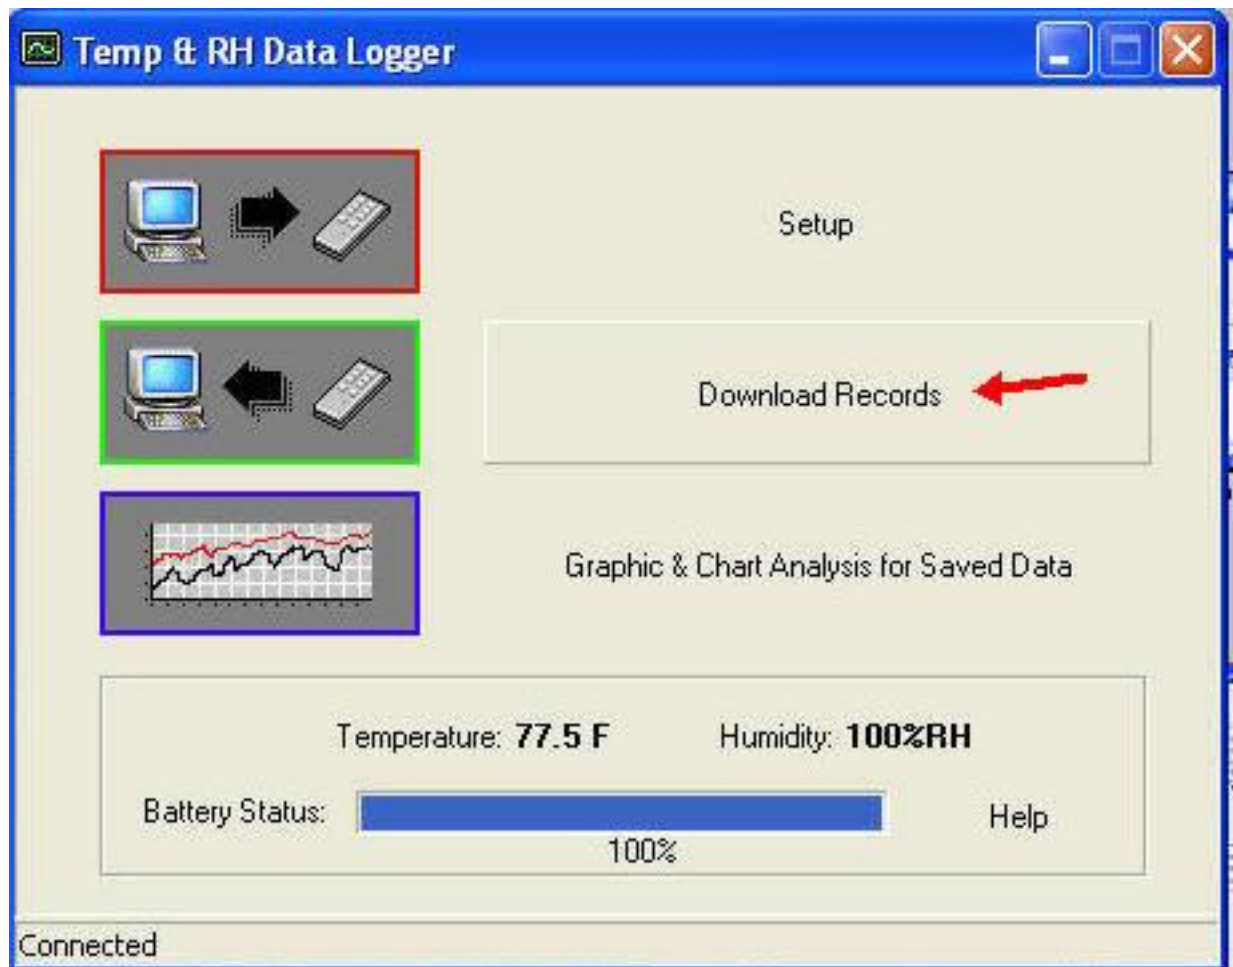 Temp & RH Data Logger
Setup
Download Records
Graphic & Chart Analysis for Saved Data
Temperature: 77.5 F Humidity: 100%RH
Battery Status: Help
100%
Connected